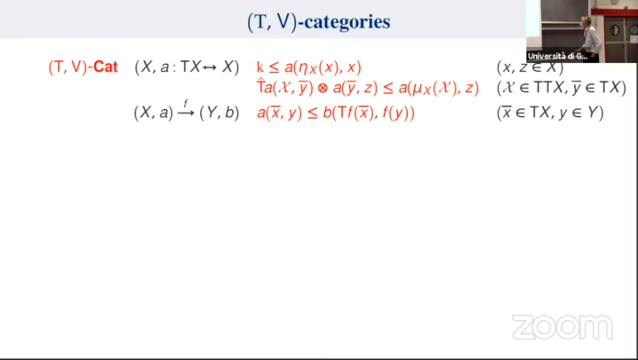 (T, V)-categories
Università di G
(T, V)-Cat (X, a : TX ↔ X) k ≤ a(η_X(x), x) (x, z ∈ X)
T̂a(𝒳, y̅) ⊗ a(y̅, z) ≤ a(μ_X(𝒳), z) (𝒳 ∈ TTX, y̅ ∈ TX)
(X, a) →^f (Y, b) a(x̅, y) ≤ b(Tf(x̅), f(y)) (x̅ ∈ TX, y ∈ Y)
zoom